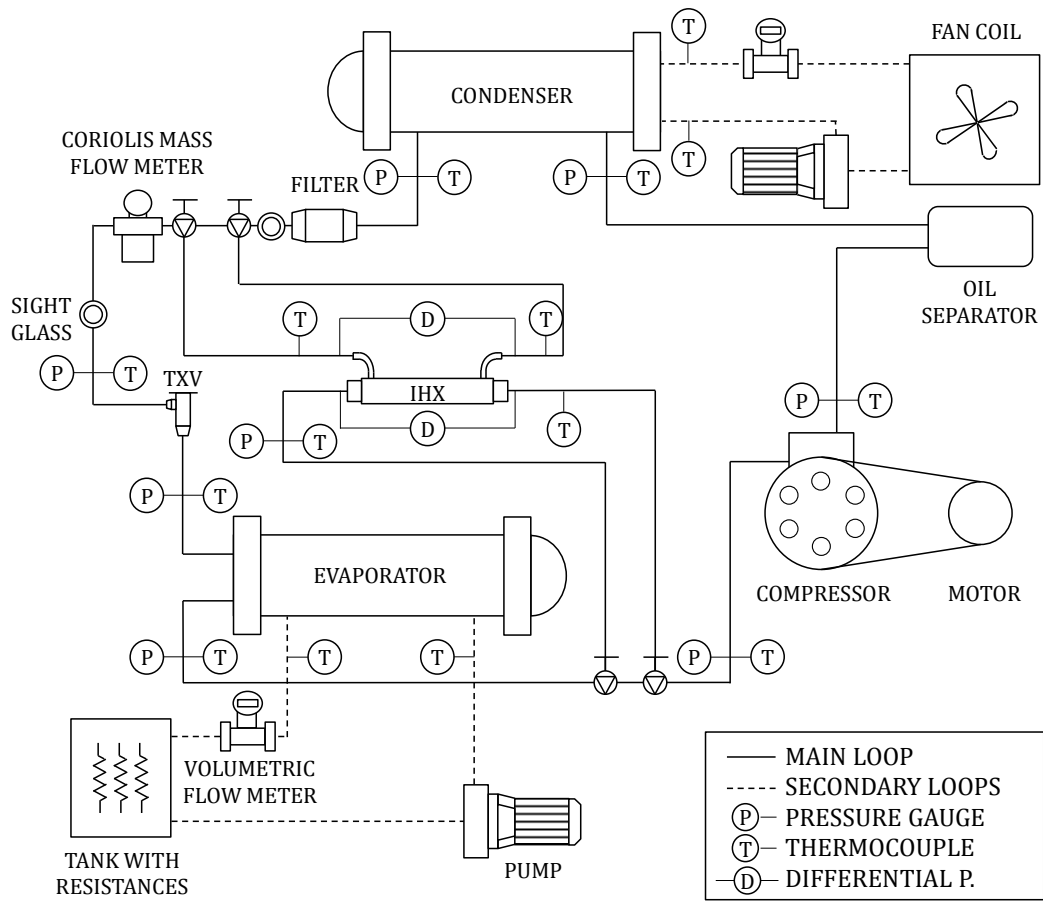 FAN COIL
T
CONDENSER
T
CORIOLIS MASS
FLOW METER
FILTER
P
T
P
T
OIL
SEPARATOR
SIGHT
GLASS
T
D
T
P
T
TXV
IHX
P
T
P
T
D
T
P
T
EVAPORATOR
COMPRESSOR
MOTOR
P
T
T
T
P
T
VOLUMETRIC
FLOW METER
TANK WITH
RESISTANCES
PUMP
MAIN LOOP
SECONDARY LOOPS
P
PRESSURE GAUGE
T
THERMOCOUPLE
D
DIFFERENTIAL P.